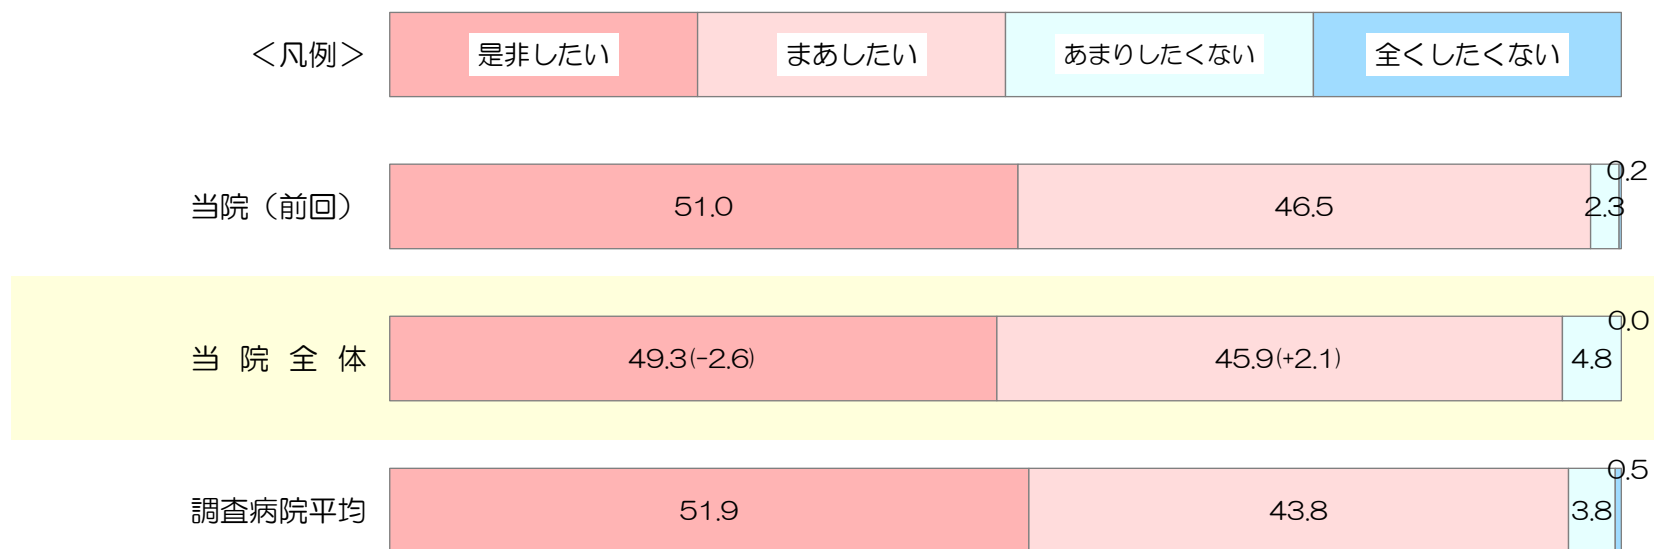 ＜凡例＞ 是非したい まあしたい あまりしたくない 全くしたくない
0.2
当院（前回） 51.0 46.5 2.3
0.0
当院全体 49.3(-2.6) 45.9(+2.1) 4.8
0.5
調査病院平均 51.9 43.8 3.8